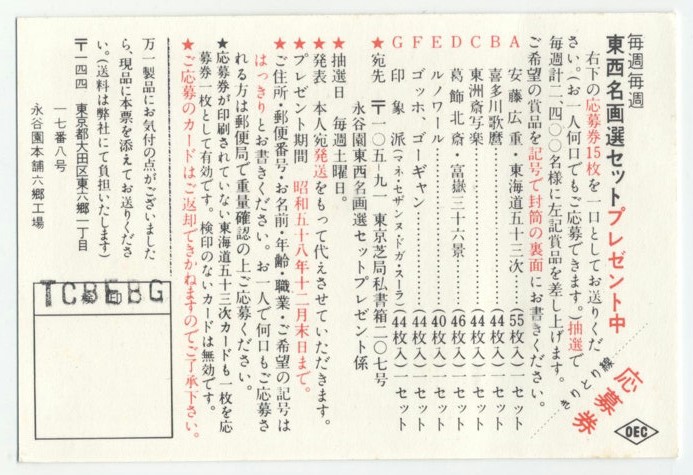 毎週毎週
東西名画選セットプレゼント中
右下の応募券15枚を一口としてお送りくだ
さい。(お一人何口でもご応募できます。)抽選で
毎週計二、四〇〇名様に左記賞品を差し上げます。
ご希望の賞品を記号で封筒の裏面にお書きください。
A 安藤広重・東海道五十三次……(55枚入)一セット
B 喜多川歌麿……(44枚入)一セット
C 東洲斎写楽……(44枚入)一セット
D 葛飾北斎・富嶽三十六景……(46枚入)一セット
E ルノワール……(40枚入)一セット
F ゴッホ、ゴーギャン……(44枚入)一セット
G 印象派(マネ・セザンヌ・ドガ・スーラ)(44枚入)一セット
★宛先 〒一〇五-九一 東京芝局私書箱二〇七号
永谷園東西名画選セットプレゼント係
★抽選日 毎週土曜日。
★発表 本人宛発送をもって代えさせていただきます。
★プレゼント期間 昭和五十八年十二月末日まで。
★ご住所・郵便番号・お名前・年齢・職業・ご希望の記号は
はっきりとお書きください。お一人で何口もご応募さ
れる方は郵便局で重量確認の上ご応募ください。
★応募券が印刷されていない東海道五十三次カードも一枚を応
募券一枚として有効です。検印のないカードは無効です。
★ご応募のカードはご返却できかねますのでご了承下さい。
きりとり線
応募券
OEC
万一製品にお気付の点がございました
ら、現品に本票を添えてお送りくださ
い。(送料は弊社にて負担いたします)
〒一四四 東京都大田区東六郷一丁目
一七番八号
永谷園本舗六郷工場
TCBEBG